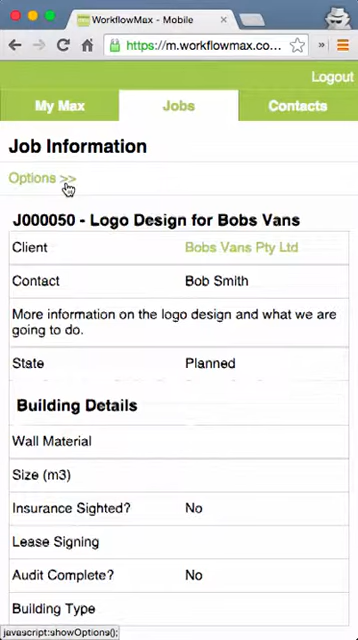 WorkflowMax - Mobile
https://m.workflowmax.co...
Logout
My Max
Jobs
Contacts
Job Information
Options >>
J000050 - Logo Design for Bobs Vans
Client Bobs Vans Pty Ltd
Contact Bob Smith
More information on the logo design and what we are
going to do.
State Planned
Building Details
Wall Material
Size (m3)
Insurance Sighted? No
Lease Signing
Audit Complete? No
Building Type
javascript:showOptions();